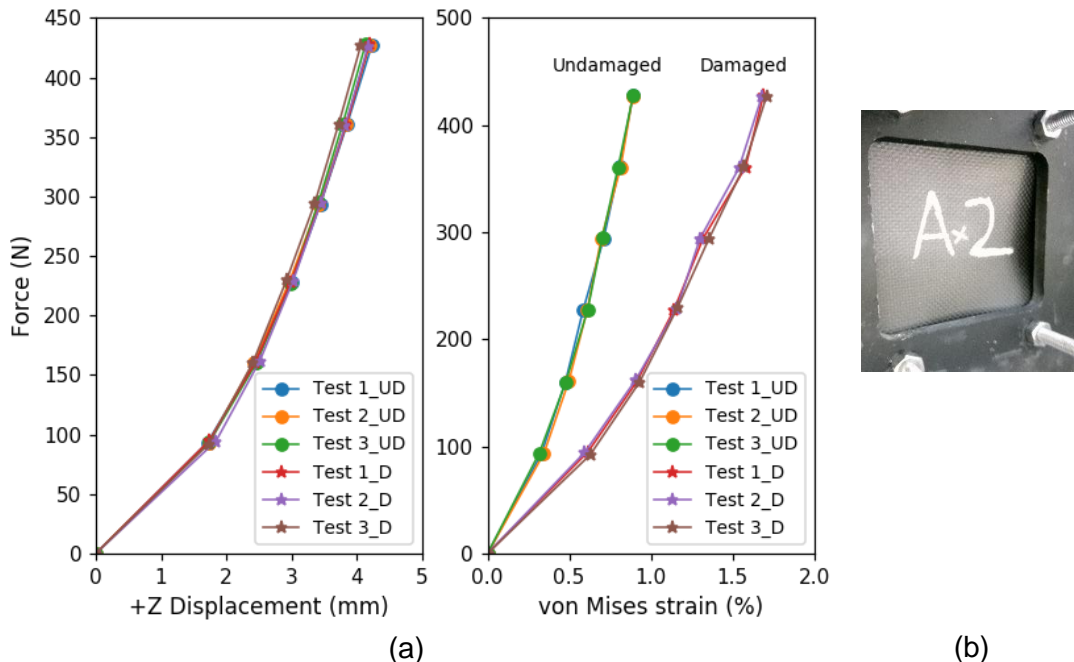 450
400
350
300
250
200
150
100
50
0
Force (N)
0 1 2 3 4 5
+Z Displacement (mm)
Test 1_UD
Test 2_UD
Test 3_UD
Test 1_D
Test 2_D
Test 3_D
500
400
300
200
100
0
Undamaged Damaged
0.0 0.5 1.0 1.5 2.0
von Mises strain (%)
Test 1_UD
Test 2_UD
Test 3_UD
Test 1_D
Test 2_D
Test 3_D
(a)
A×2
(b)